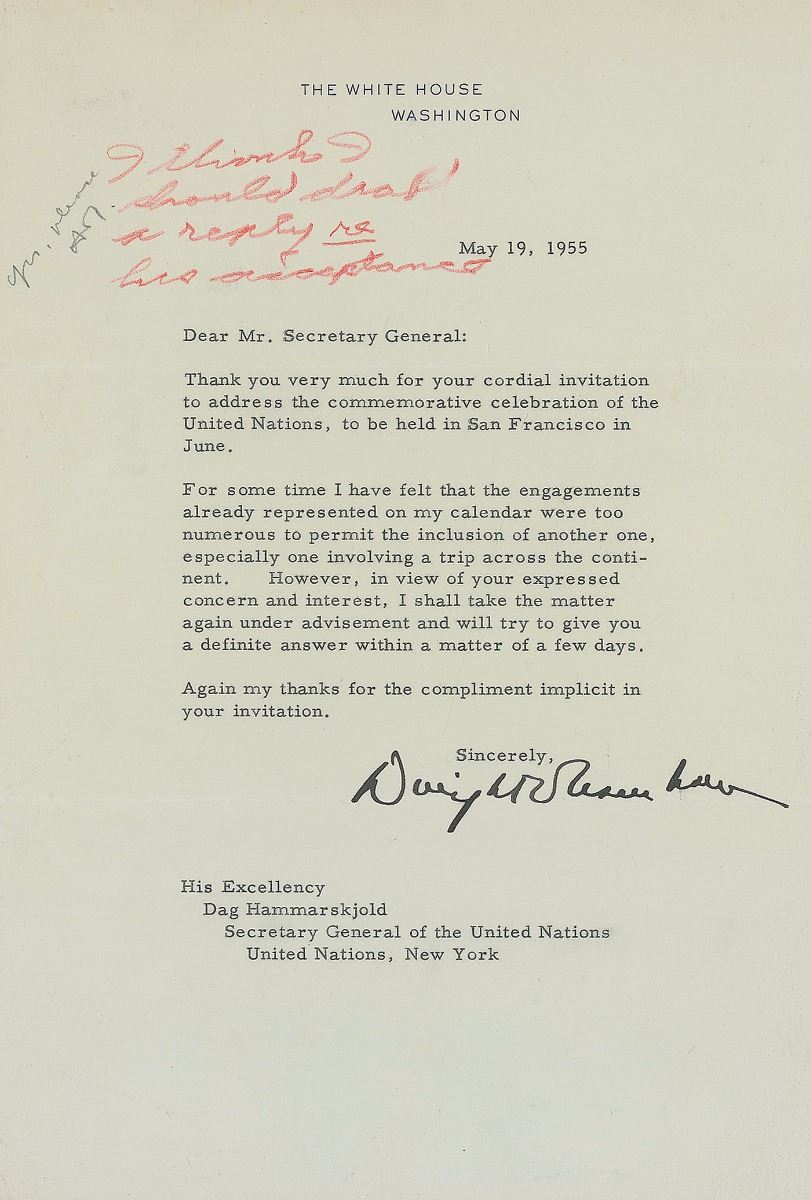 THE WHITE HOUSE
WASHINGTON
I think I
should draft
a reply re
his acceptance
Yes, please
May 19, 1955
Dear Mr. Secretary General:
Thank you very much for your cordial invitation
to address the commemorative celebration of the
United Nations, to be held in San Francisco in
June.
For some time I have felt that the engagements
already represented on my calendar were too
numerous to permit the inclusion of another one,
especially one involving a trip across the conti-
nent. However, in view of your expressed
concern and interest, I shall take the matter
again under advisement and will try to give you
a definite answer within a matter of a few days.
Again my thanks for the compliment implicit in
your invitation.
Sincerely,
Dwight D Eisenhower
His Excellency
Dag Hammarskjold
Secretary General of the United Nations
United Nations, New York